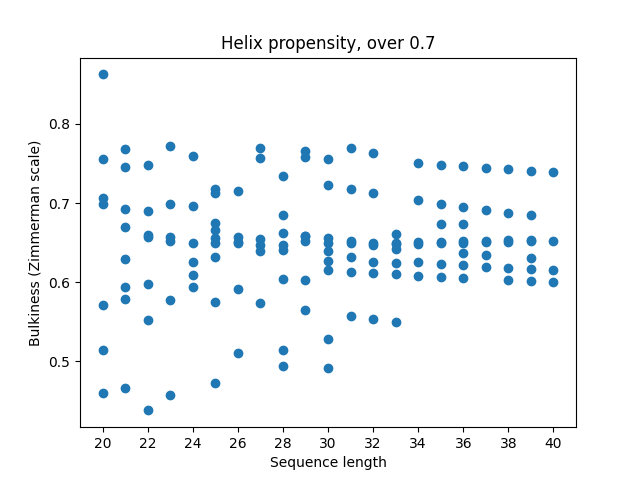 Helix propensity, over 0.7
Bulkiness (Zimmerman scale)
0.8
0.7
0.6
0.5
20 22 24 26 28 30 32 34 36 38 40
Sequence length